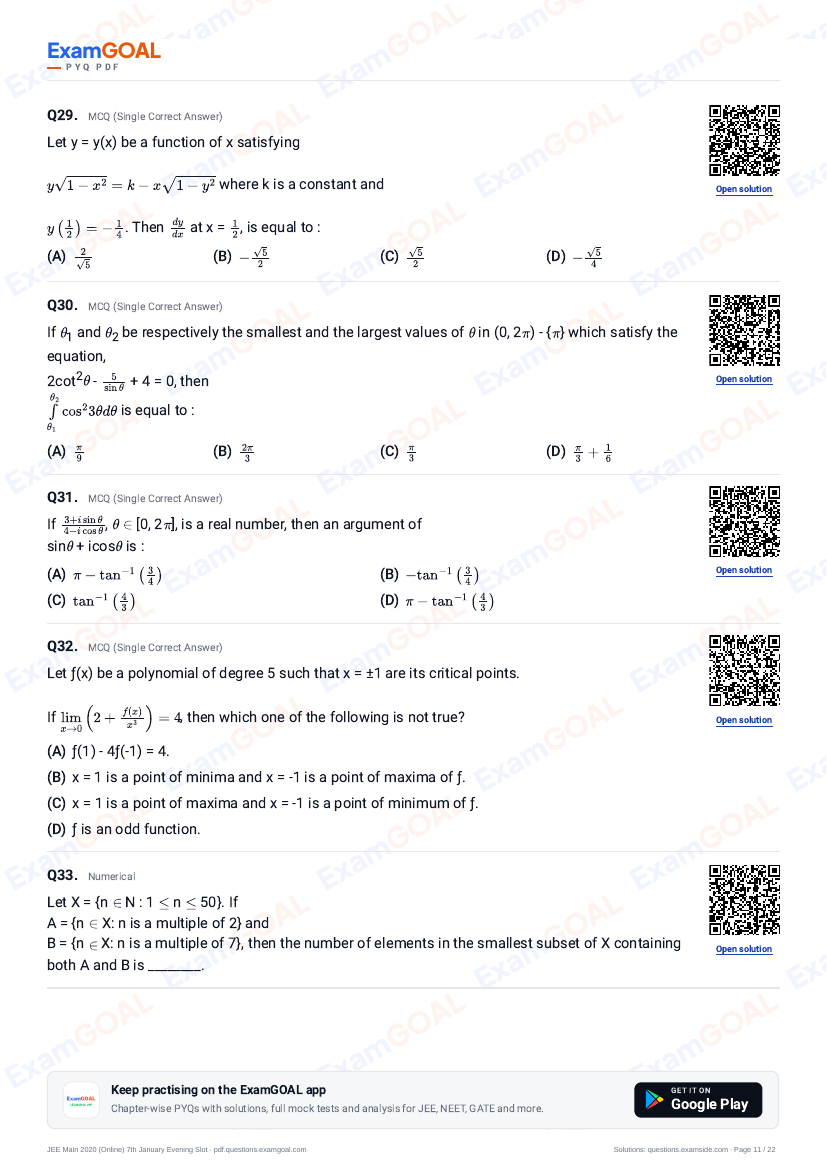 ExamGOAL
PYQ PDF
Q29. MCQ (Single Correct Answer)
Let y = y(x) be a function of x satisfying
y√(1 − x²) = k − x√(1 − y²) where k is a constant and
y(1/2) = −1/4. Then dy/dx at x = 1/2, is equal to :
(A) 2/√5 (B) −√5/2 (C) √5/2 (D) −√5/4
Open solution
Q30. MCQ (Single Correct Answer)
If θ₁ and θ₂ be respectively the smallest and the largest values of θ in (0, 2π) - {π} which satisfy the
equation,
2cot²θ - 5/sin θ + 4 = 0, then
∫_θ₁^θ₂ cos²3θdθ is equal to :
(A) π/9 (B) 2π/3 (C) π/3 (D) π/3 + 1/6
Open solution
Q31. MCQ (Single Correct Answer)
If (3+i sin θ)/(4−i cos θ), θ ∈ [0, 2π], is a real number, then an argument of
sinθ + icosθ is :
(A) π − tan⁻¹(3/4) (B) −tan⁻¹(3/4)
(C) tan⁻¹(4/3) (D) π − tan⁻¹(4/3)
Open solution
Q32. MCQ (Single Correct Answer)
Let ƒ(x) be a polynomial of degree 5 such that x = ±1 are its critical points.
If lim x→0 (2 + f(x)/x³) = 4, then which one of the following is not true?
(A) ƒ(1) - 4ƒ(-1) = 4.
(B) x = 1 is a point of minima and x = -1 is a point of maxima of ƒ.
(C) x = 1 is a point of maxima and x = -1 is a point of minimum of ƒ.
(D) ƒ is an odd function.
Open solution
Q33. Numerical
Let X = {n ∈ N : 1 ≤ n ≤ 50}. If
A = {n ∈ X: n is a multiple of 2} and
B = {n ∈ X: n is a multiple of 7}, then the number of elements in the smallest subset of X containing
both A and B is ________.
Open solution
Keep practising on the ExamGOAL app
Chapter-wise PYQs with solutions, full mock tests and analysis for JEE, NEET, GATE and more.
GET IT ON
Google Play
JEE Main 2020 (Online) 7th January Evening Slot · pdf.questions.examgoal.com
Solutions: questions.examside.com · Page 11 / 22